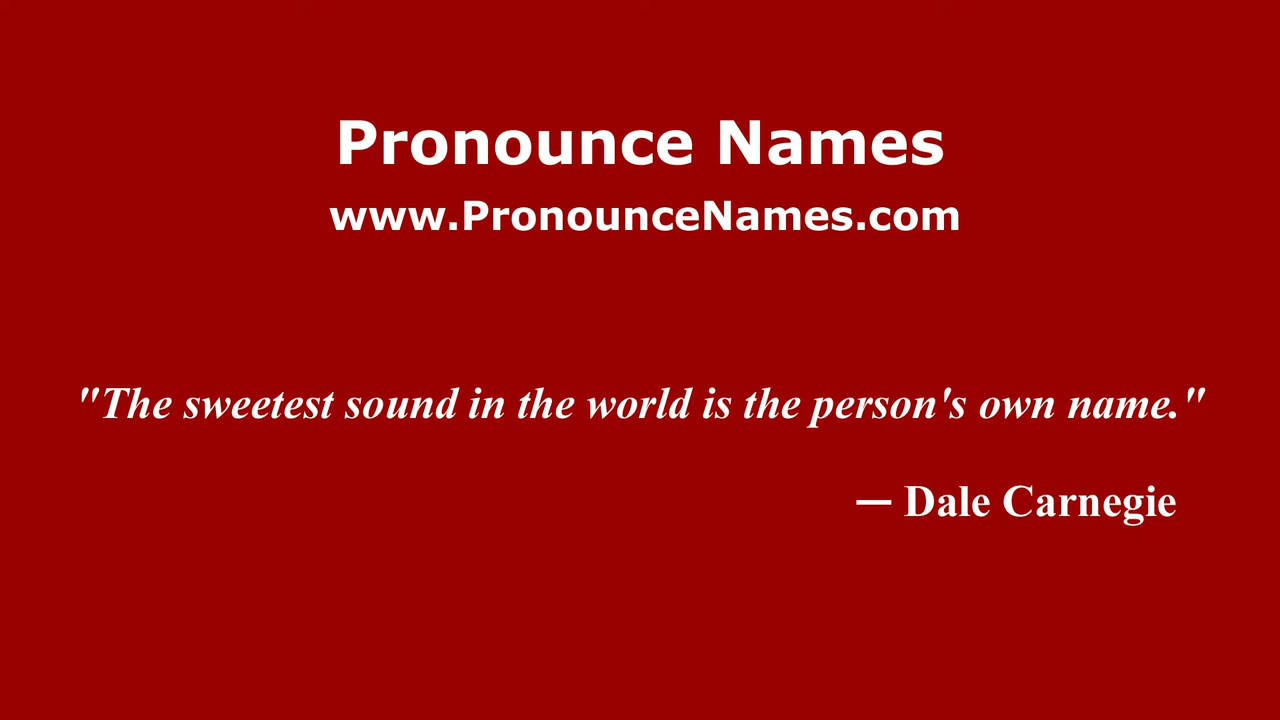 Pronounce Names
www.PronounceNames.com
"The sweetest sound in the world is the person's own name."
— Dale Carnegie